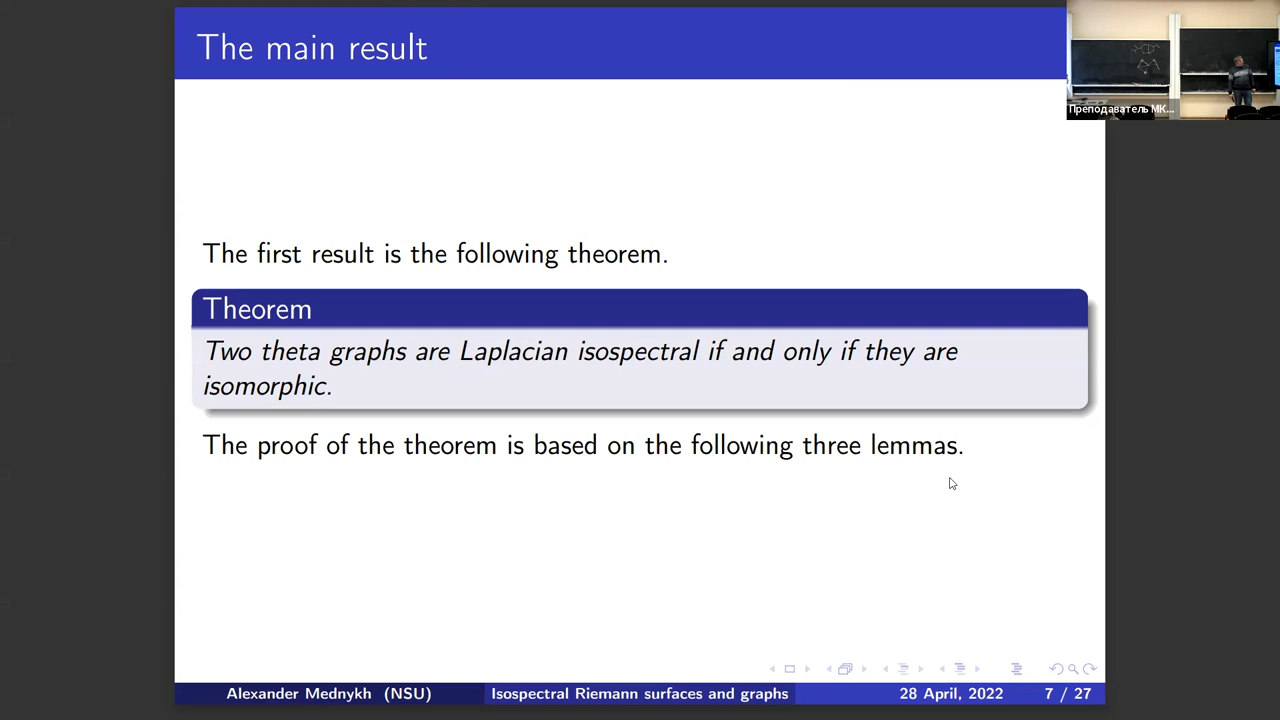 The main result
Преподаватель МК...
The first result is the following theorem.
Theorem
Two theta graphs are Laplacian isospectral if and only if they are
isomorphic.
The proof of the theorem is based on the following three lemmas.
Alexander Mednykh (NSU) Isospectral Riemann surfaces and graphs 28 April, 2022 7 / 27